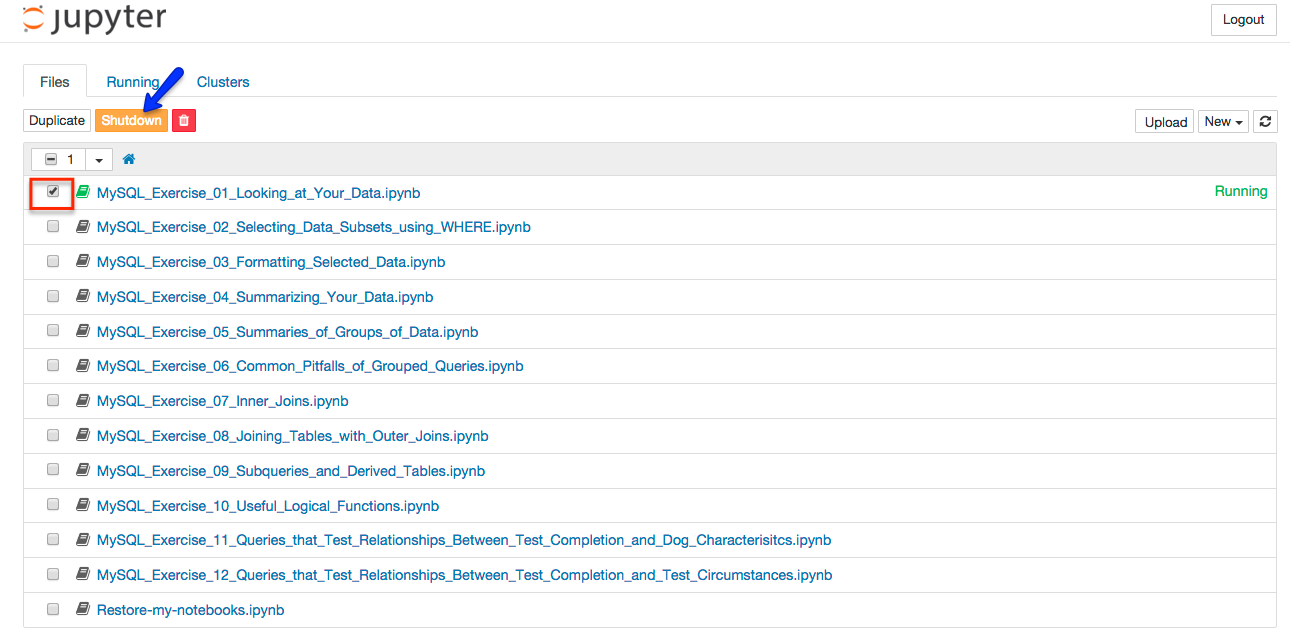 jupyter
Logout
Files Running Clusters
Duplicate Shutdown Upload New
1
MySQL_Exercise_01_Looking_at_Your_Data.ipynb Running
MySQL_Exercise_02_Selecting_Data_Subsets_using_WHERE.ipynb
MySQL_Exercise_03_Formatting_Selected_Data.ipynb
MySQL_Exercise_04_Summarizing_Your_Data.ipynb
MySQL_Exercise_05_Summaries_of_Groups_of_Data.ipynb
MySQL_Exercise_06_Common_Pitfalls_of_Grouped_Queries.ipynb
MySQL_Exercise_07_Inner_Joins.ipynb
MySQL_Exercise_08_Joining_Tables_with_Outer_Joins.ipynb
MySQL_Exercise_09_Subqueries_and_Derived_Tables.ipynb
MySQL_Exercise_10_Useful_Logical_Functions.ipynb
MySQL_Exercise_11_Queries_that_Test_Relationships_Between_Test_Completion_and_Dog_Characterisitcs.ipynb
MySQL_Exercise_12_Queries_that_Test_Relationships_Between_Test_Completion_and_Test_Circumstances.ipynb
Restore-my-notebooks.ipynb